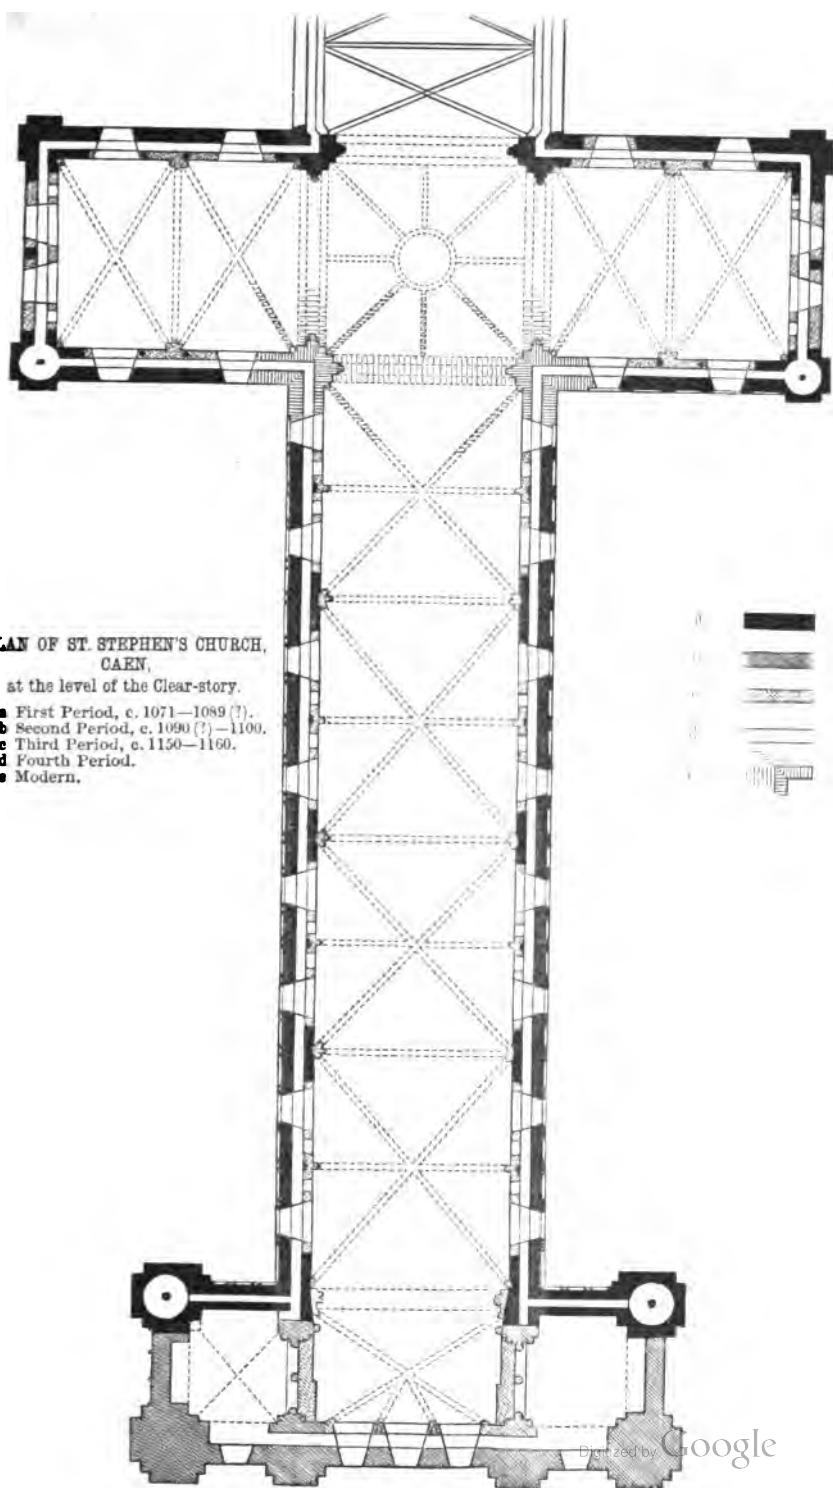 LAN OF ST. STEPHEN'S CHURCH,
CAEN,
at the level of the Clear-story.
a First Period, c. 1071—1089 (?).
b Second Period, c. 1090 (?)—1100.
c Third Period, c. 1150—1160.
d Fourth Period.
e Modern.
Digitized by Google